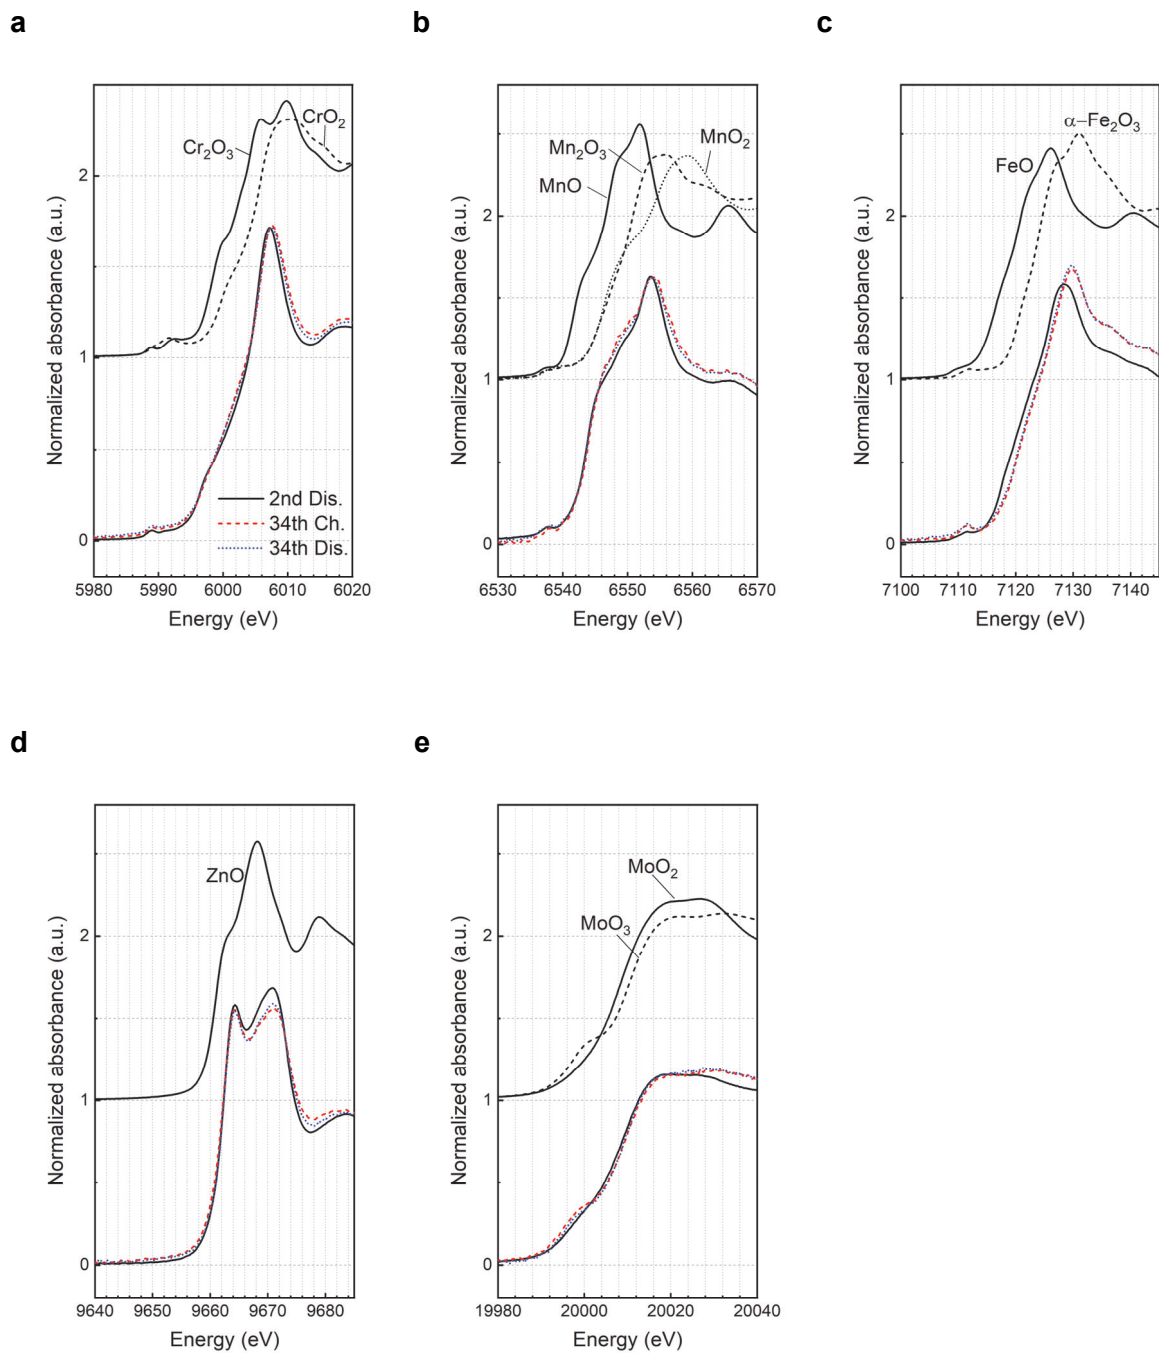 a
b
c
Normalized absorbance (a.u.)
2
1
0
Cr₂O₃
CrO₂
2nd Dis.
34th Ch.
34th Dis.
5980 5990 6000 6010 6020
Energy (eV)
Normalized absorbance (a.u.)
2
1
0
Mn₂O₃
MnO₂
MnO
6530 6540 6550 6560 6570
Energy (eV)
Normalized absorbance (a.u.)
2
1
0
α–Fe₂O₃
FeO
7100 7110 7120 7130 7140
Energy (eV)
d
e
Normalized absorbance (a.u.)
2
1
0
ZnO
9640 9650 9660 9670 9680
Energy (eV)
Normalized absorbance (a.u.)
2
1
0
MoO₂
MoO₃
19980 20000 20020 20040
Energy (eV)